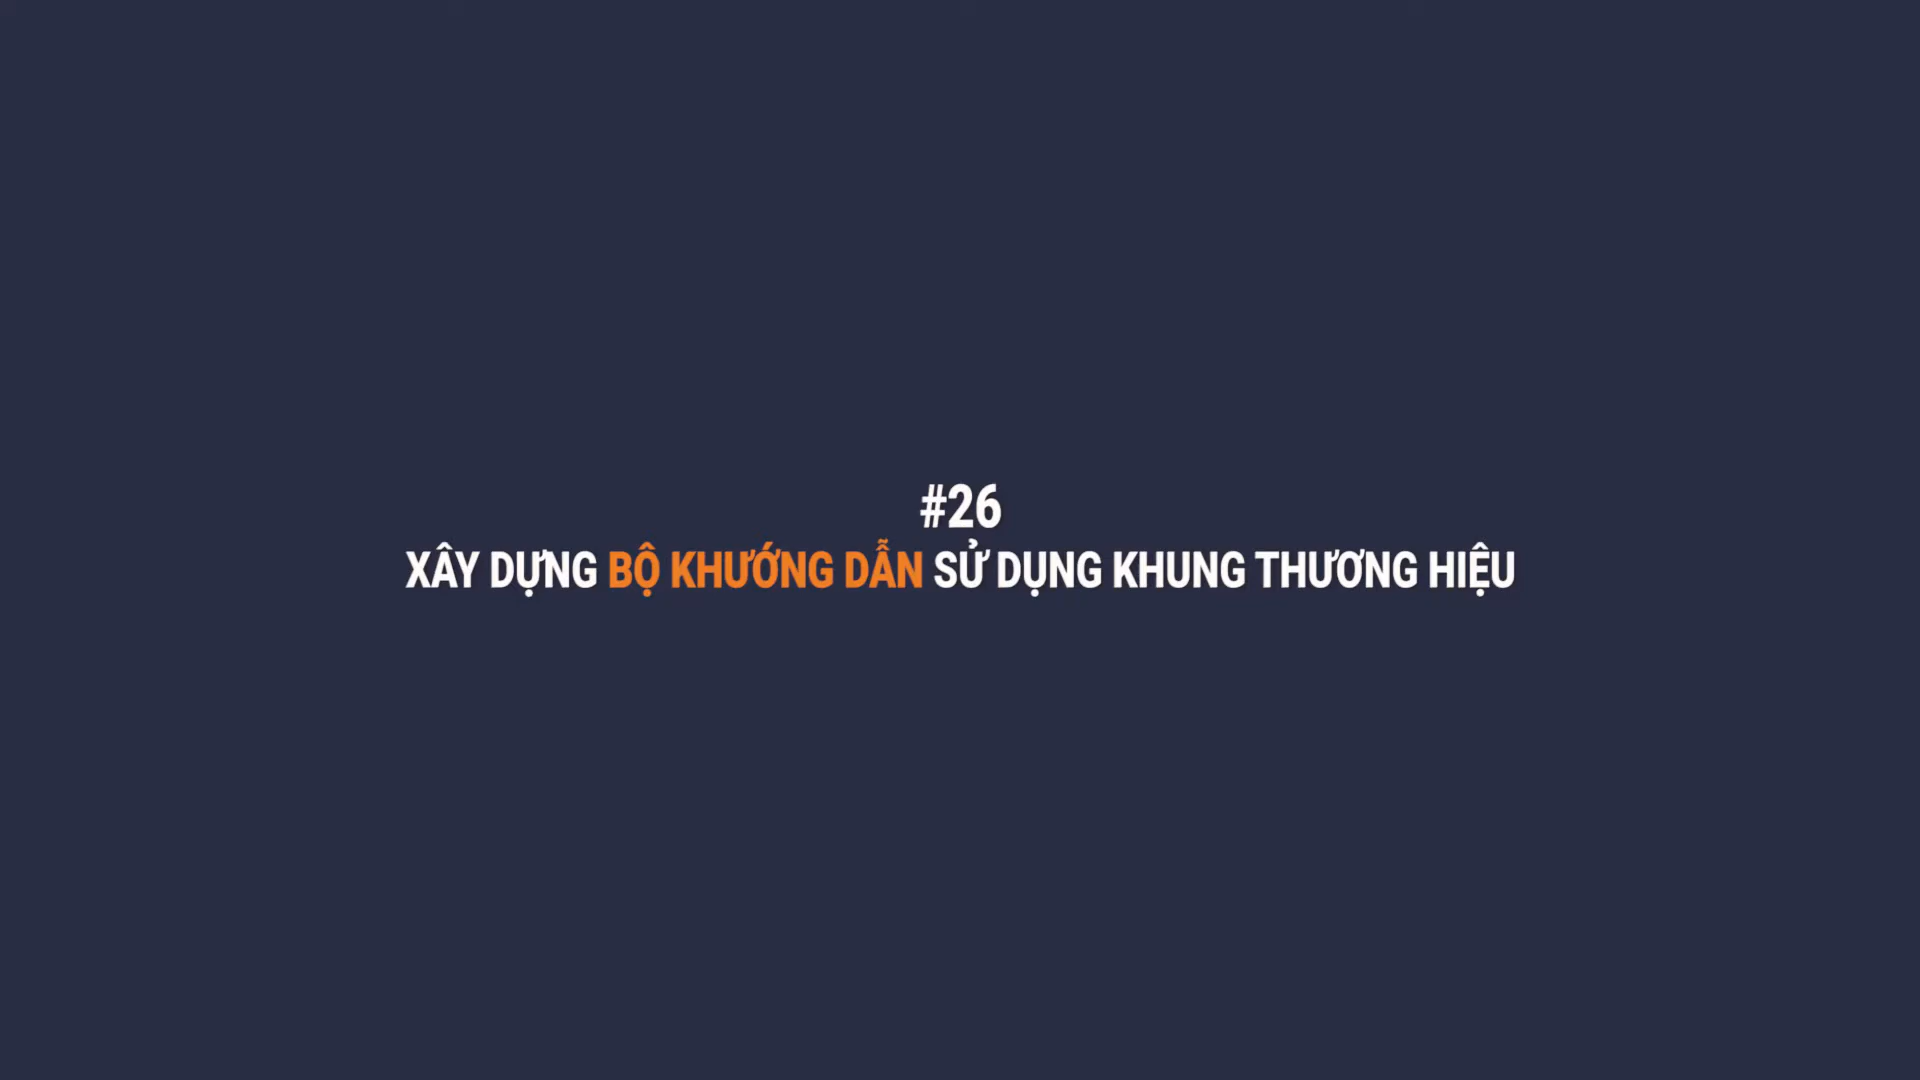 #26
XÂY DỰNG BỘ KHƯỚNG DẪN SỬ DỤNG KHUNG THƯƠNG HIỆU